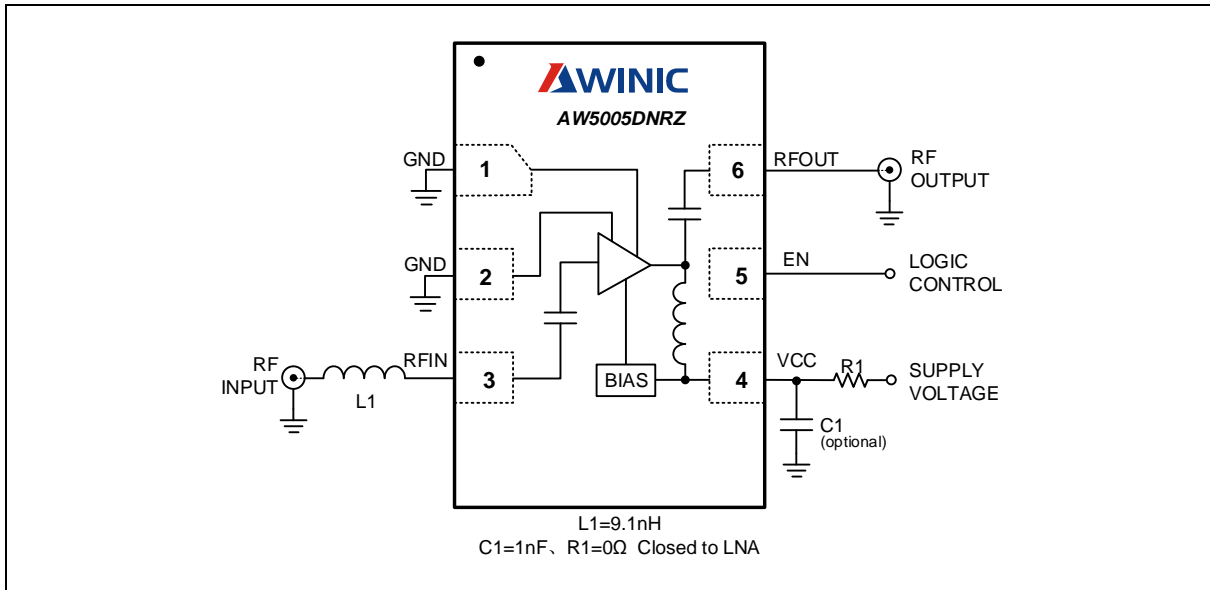 AWINIC
AW5005DNRZ
GND
1
6
RFOUT
RF
OUTPUT
GND
2
5
EN
LOGIC
CONTROL
RF
INPUT
L1
RFIN
3
BIAS
4
VCC
R1
SUPPLY
VOLTAGE
C1
(optional)
L1=9.1nH
C1=1nF、R1=0Ω Closed to LNA